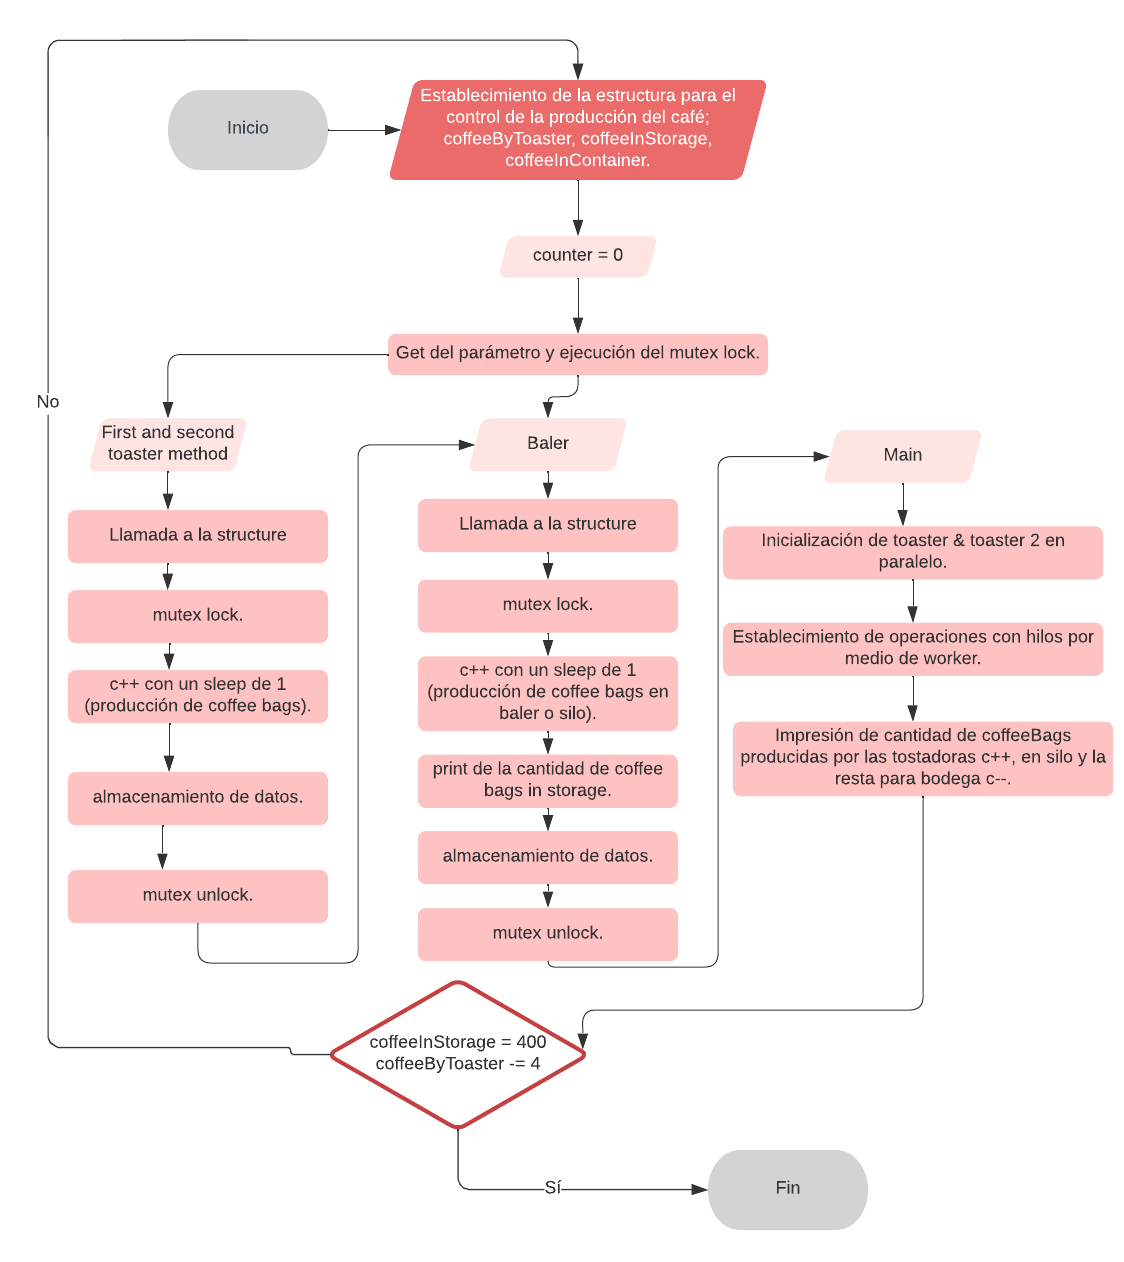 Inicio
Establecimiento de la estructura para el
control de la producción del café;
coffeeByToaster, coffeeInStorage,
coffeeInContainer.
counter = 0
Get del parámetro y ejecución del mutex lock.
No
First and second
toaster method
Llamada a la structure
mutex lock.
c++ con un sleep de 1
(producción de coffee bags).
almacenamiento de datos.
mutex unlock.
Baler
Llamada a la structure
mutex lock.
c++ con un sleep de 1
(producción de coffee bags en
baler o silo).
print de la cantidad de coffee
bags in storage.
almacenamiento de datos.
mutex unlock.
Main
Inicialización de toaster & toaster 2 en
paralelo.
Establecimiento de operaciones con hilos por
medio de worker.
Impresión de cantidad de coffeeBags
producidas por las tostadoras c++, en silo y la
resta para bodega c--.
coffeeInStorage = 400
coffeeByToaster -= 4
Sí
Fin